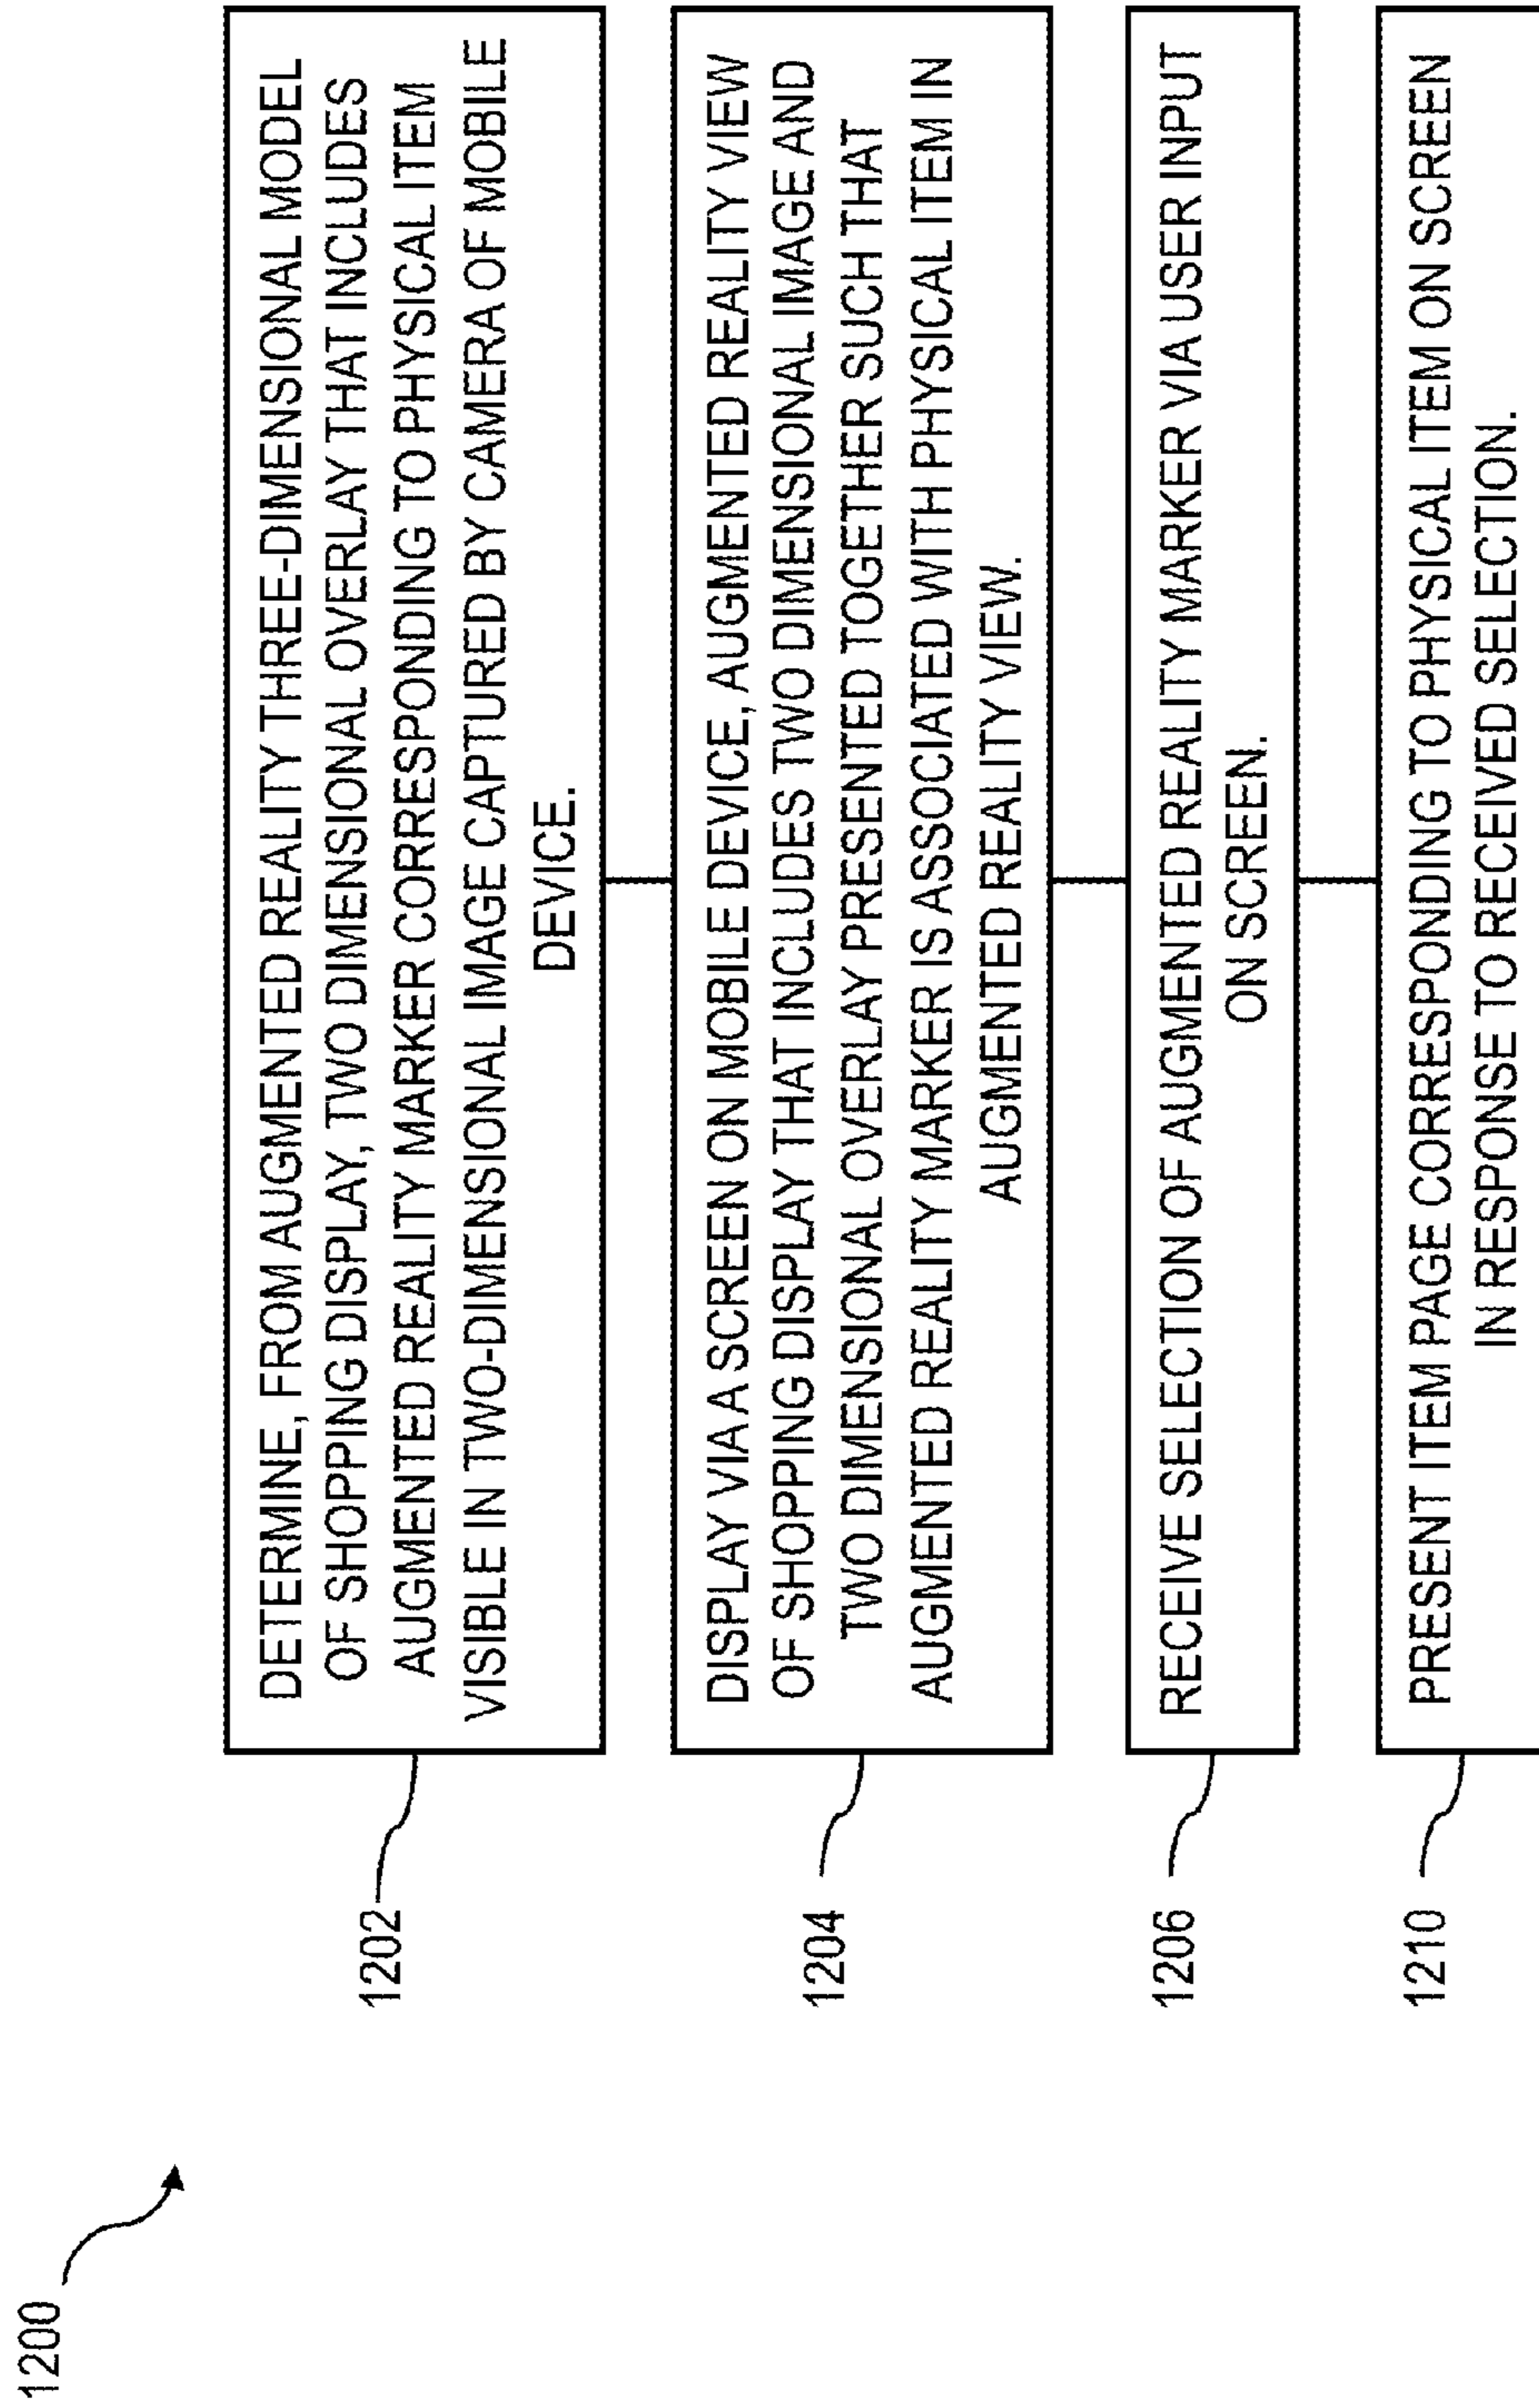 1200
1202
DETERMINE, FROM AUGMENTED REALITY THREE-DIMENSIONAL MODEL
OF SHOPPING DISPLAY, TWO DIMENSIONAL OVERLAY THAT INCLUDES
AUGMENTED REALITY MARKER CORRESPONDING TO PHYSICAL ITEM
VISIBLE IN TWO-DIMENSIONAL IMAGE CAPTURED BY CAMERA OF MOBILE
DEVICE.
1204
DISPLAY VIA A SCREEN ON MOBILE DEVICE, AUGMENTED REALITY VIEW
OF SHOPPING DISPLAY THAT INCLUDES TWO DIMENSIONAL IMAGE AND
TWO DIMENSIONAL OVERLAY PRESENTED TOGETHER SUCH THAT
AUGMENTED REALITY MARKER IS ASSOCIATED WITH PHYSICAL ITEM IN
AUGMENTED REALITY VIEW.
1206
RECEIVE SELECTION OF AUGMENTED REALITY MARKER VIA USER INPUT
ON SCREEN.
1210
PRESENT ITEM PAGE CORRESPONDING TO PHYSICAL ITEM ON SCREEN
IN RESPONSE TO RECEIVED SELECTION.